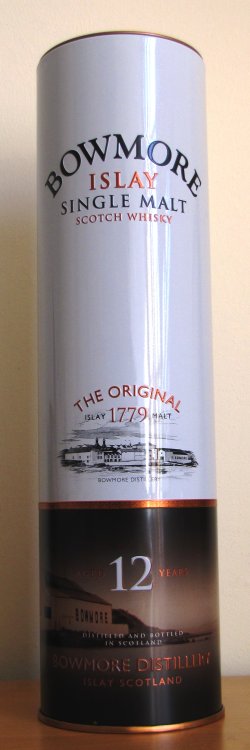 BOWMORE
ISLAY
SINGLE MALT
SCOTCH WHISKY
THE ORIGINAL
ISLAY 1779 MALT
BOWMORE DISTILLERY
AGED 12 YEARS
BOWMORE
DISTILLED AND BOTTLED
IN SCOTLAND
BOWMORE DISTILLERY
ISLAY SCOTLAND